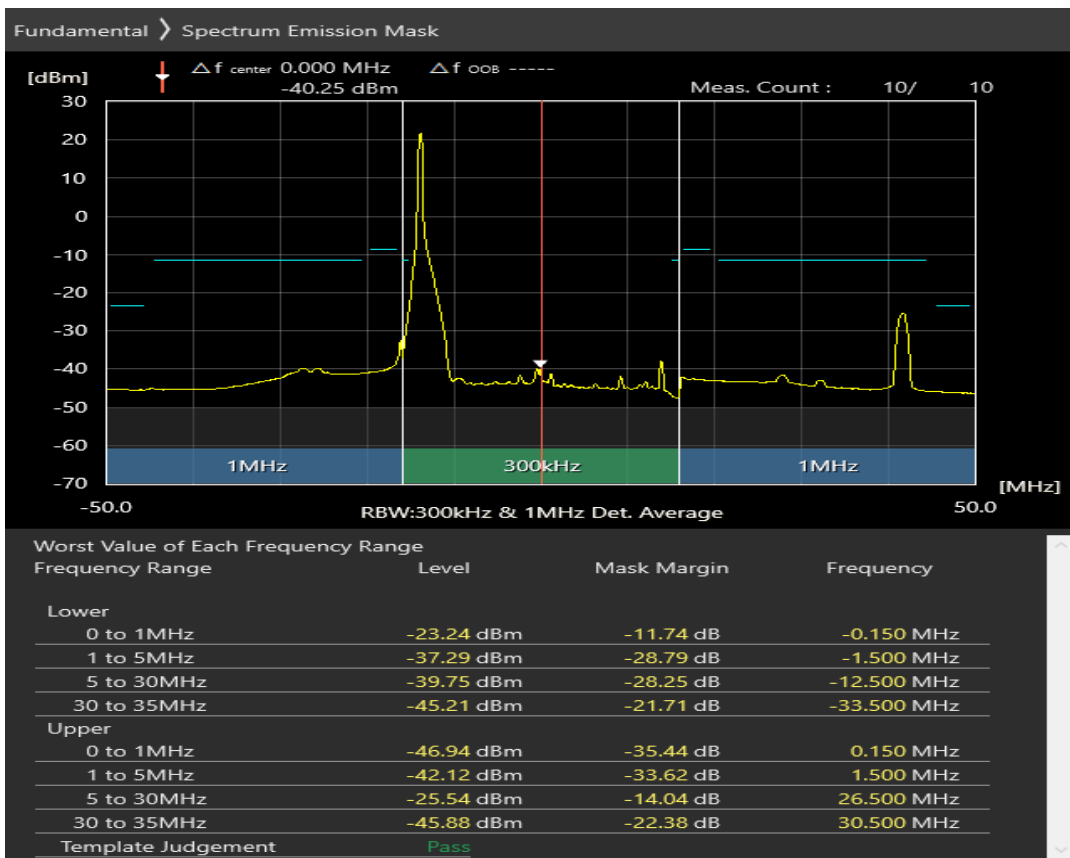 Fundamental ❯ Spectrum Emission Mask
[dBm] △f center 0.000 MHz △f OOB -----
-40.25 dBm Meas. Count : 10/ 10
30
20
10
0
-10
-20
-30
-40
-50
-60
-70
1MHz 300kHz 1MHz
[MHz]
-50.0 RBW:300kHz & 1MHz Det. Average 50.0
Worst Value of Each Frequency Range
Frequency Range Level Mask Margin Frequency
Lower
0 to 1MHz -23.24 dBm -11.74 dB -0.150 MHz
1 to 5MHz -37.29 dBm -28.79 dB -1.500 MHz
5 to 30MHz -39.75 dBm -28.25 dB -12.500 MHz
30 to 35MHz -45.21 dBm -21.71 dB -33.500 MHz
Upper
0 to 1MHz -46.94 dBm -35.44 dB 0.150 MHz
1 to 5MHz -42.12 dBm -33.62 dB 1.500 MHz
5 to 30MHz -25.54 dBm -14.04 dB 26.500 MHz
30 to 35MHz -45.88 dBm -22.38 dB 30.500 MHz
Template Judgement Pass